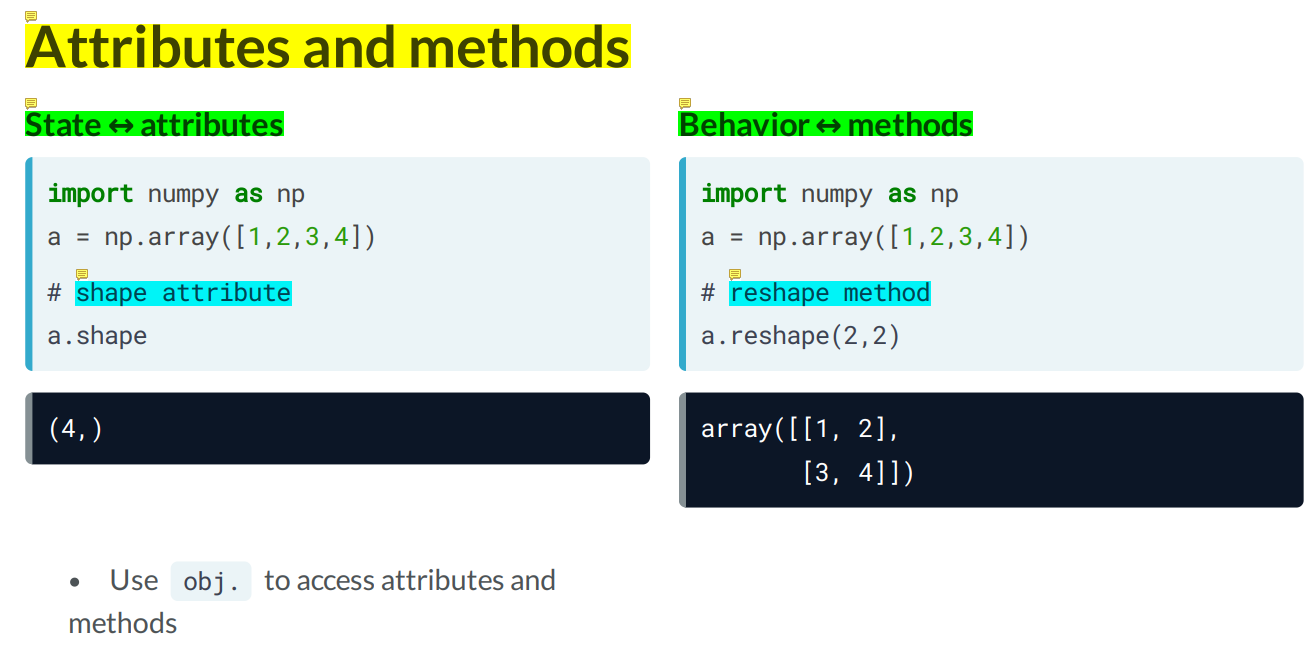 Attributes and methods
State ↔ attributes
import numpy as np
a = np.array([1,2,3,4])
# shape attribute
a.shape
(4,)
Behavior ↔ methods
import numpy as np
a = np.array([1,2,3,4])
# reshape method
a.reshape(2,2)
array([[1, 2],
       [3, 4]])
• Use obj. to access attributes and
methods